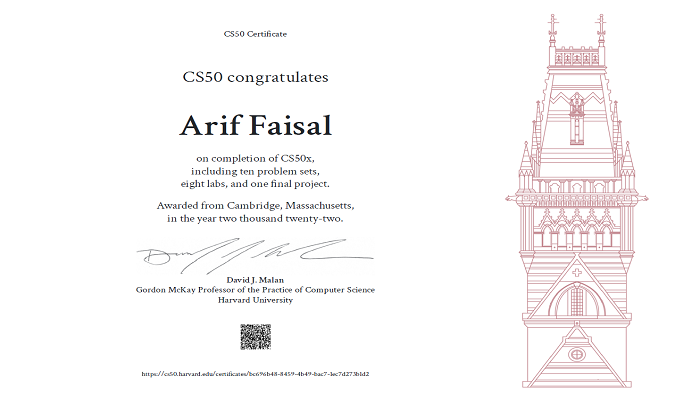 CS50 Certificate
CS50 congratulates
Arif Faisal
on completion of CS50x,
including ten problem sets,
eight labs, and one final project.
Awarded from Cambridge, Massachusetts,
in the year two thousand twenty-two.
David J. Malan
Gordon McKay Professor of the Practice of Computer Science
Harvard University
https://cs50.harvard.edu/certificates/bc696b48-8459-4b49-bac7-1ec7d273b1d2